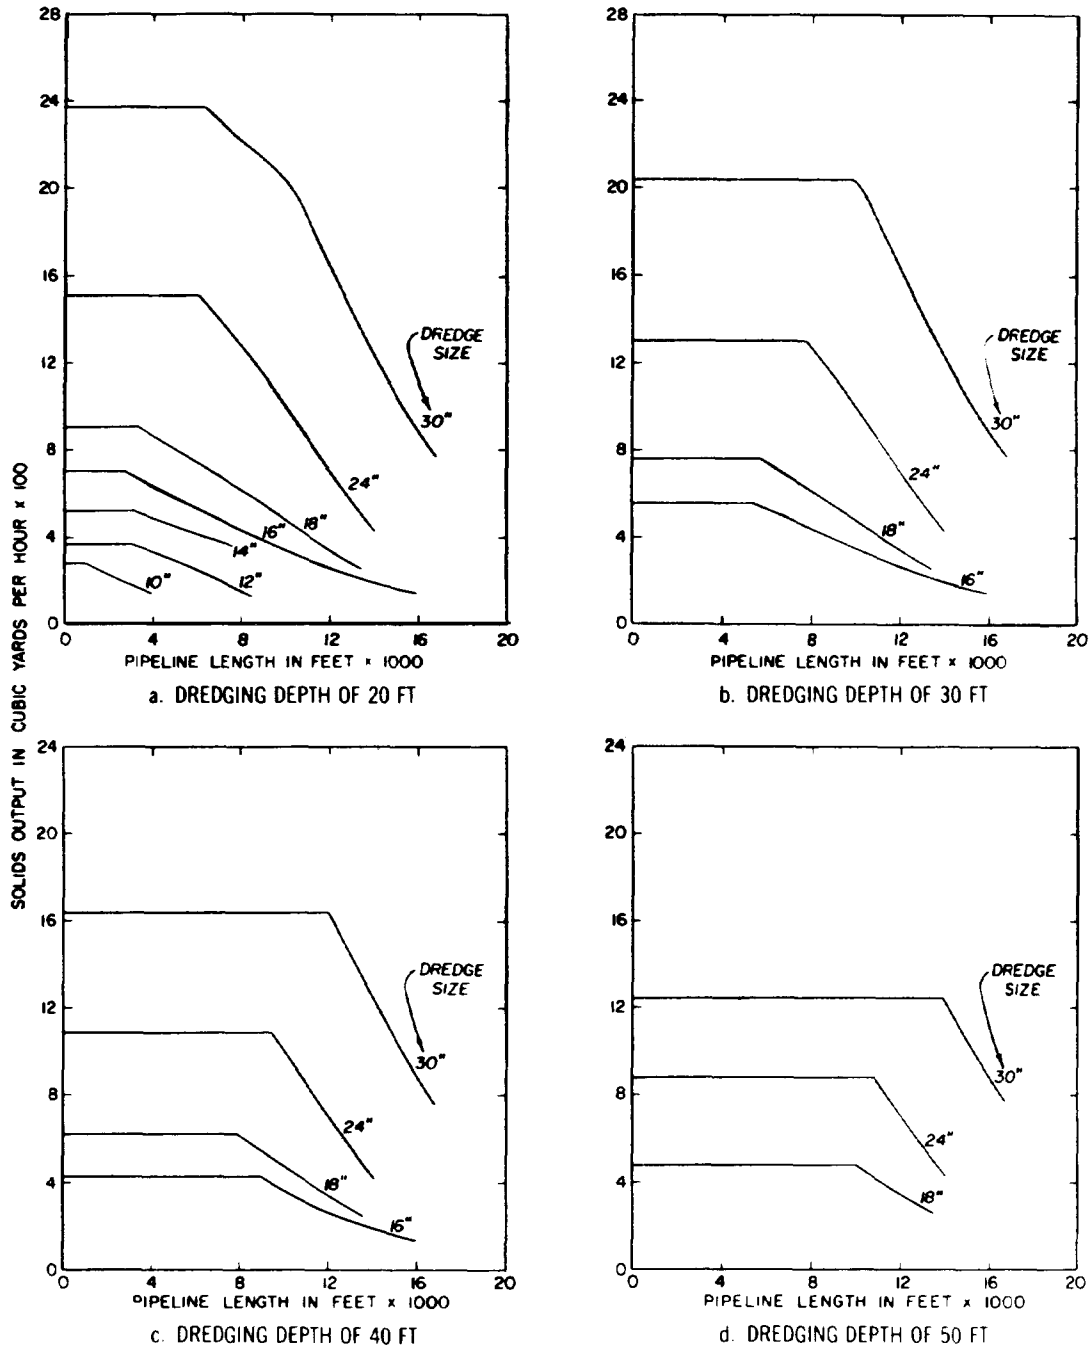 SOLIDS OUTPUT IN CUBIC YARDS PER HOUR x 100
28
24
20
16
12
8
4
0
0 4 8 12 16 20
DREDGE
SIZE
30"
24"
18"
16"
14"
12"
10"
PIPELINE LENGTH IN FEET x 1000
a. DREDGING DEPTH OF 20 FT
28
24
20
16
12
8
4
0
0 4 8 12 16 20
DREDGE
SIZE
30"
24"
18"
16"
PIPELINE LENGTH IN FEET x 1000
b. DREDGING DEPTH OF 30 FT
24
20
16
12
8
4
0
0 4 8 12 16 20
DREDGE
SIZE
30"
24"
18"
16"
PIPELINE LENGTH IN FEET x 1000
c. DREDGING DEPTH OF 40 FT
24
20
16
12
8
4
0
0 4 8 12 16 20
DREDGE
SIZE
30"
24"
18"
PIPELINE LENGTH IN FEET x 1000
d. DREDGING DEPTH OF 50 FT